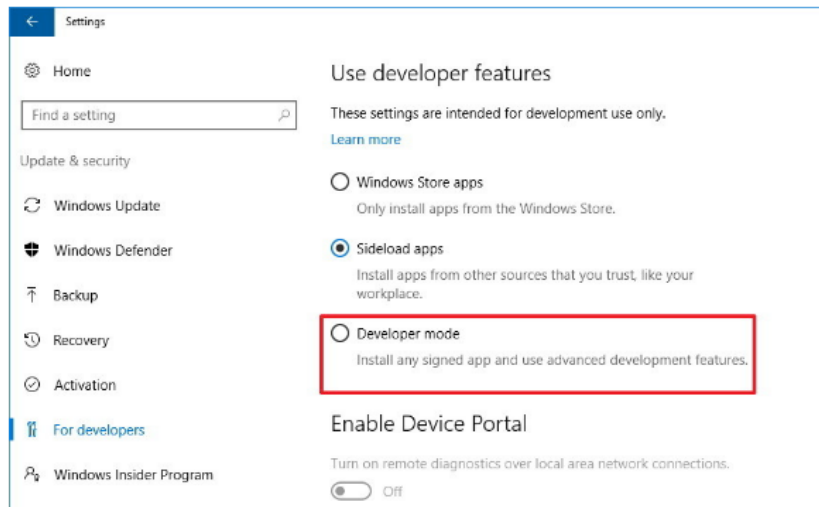 Settings
Home
Find a setting
Update & security
Windows Update
Windows Defender
Backup
Recovery
Activation
For developers
Windows Insider Program
Use developer features
These settings are intended for development use only.
Learn more
Windows Store apps
Only install apps from the Windows Store.
Sideload apps
Install apps from other sources that you trust, like your
workplace.
Developer mode
Install any signed app and use advanced development features.
Enable Device Portal
Turn on remote diagnostics over local area network connections.
Off